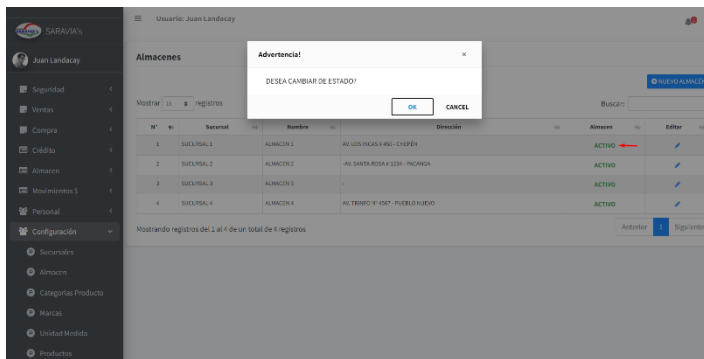 SARAVIA's
Usuario: Juan Landacay
Juan Landacay
Almacenes
Advertencia!
×
DESEA CAMBIAR DE ESTADO?
OK CANCEL
NUEVO ALMACÉN
Mostrar registros
Buscar:
N° Sucursal Nombre Dirección Almacen Editar
1 SUCURSAL 1 ALMACEN 1 AV. LOS INCAS # 450 - CHEPÉN ACTIVO
2 SUCURSAL 2 ALMACEN 2 -AV. SANTA ROSA # 1234 - PACANGA ACTIVO
3 SUCURSAL 3 ALMACEN 3 - ACTIVO
4 SUCURSAL 4 ALMACEN 4 AV. TRINFO N° 4567 - PUEBLO NUEVO ACTIVO
Mostrando registros del 1 al 4 de un total de 4 registros
Anterior 1 Siguiente
Seguridad
Ventas
Compra
Crédito
Almacen
Movimientos S
Personal
Configuración
Sucursales
Almacen
Categorias Producto
Marcas
Unidad Medida
Productos